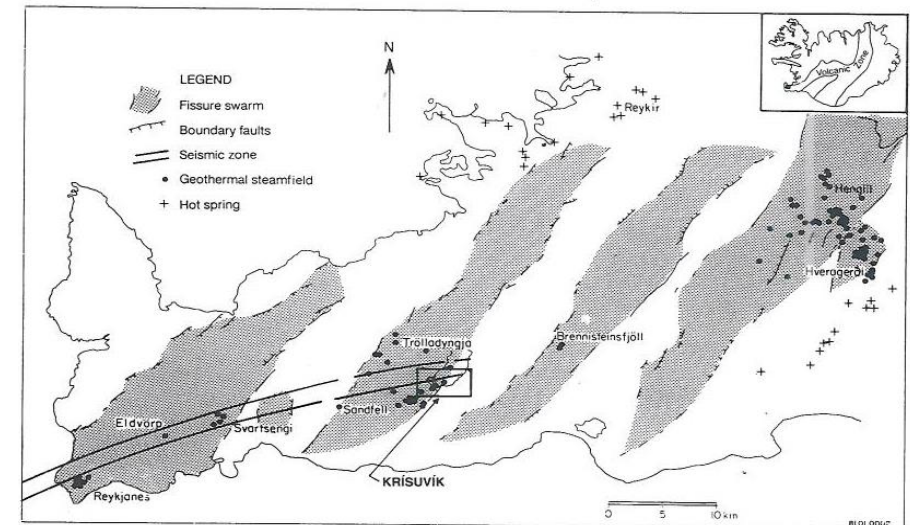 N
LEGEND
Fissure swarm
Boundary faults
Seismic zone
Geothermal steamfield
Hot spring
Volcanic Zone
Reykir
Hengill
Hveragerði
Trölladyngja
Brennisteinsfjöll
Sandfell
Eldvörp
Svartsengi
KRÍSUVÍK
Reykjanes
0 5 10 km